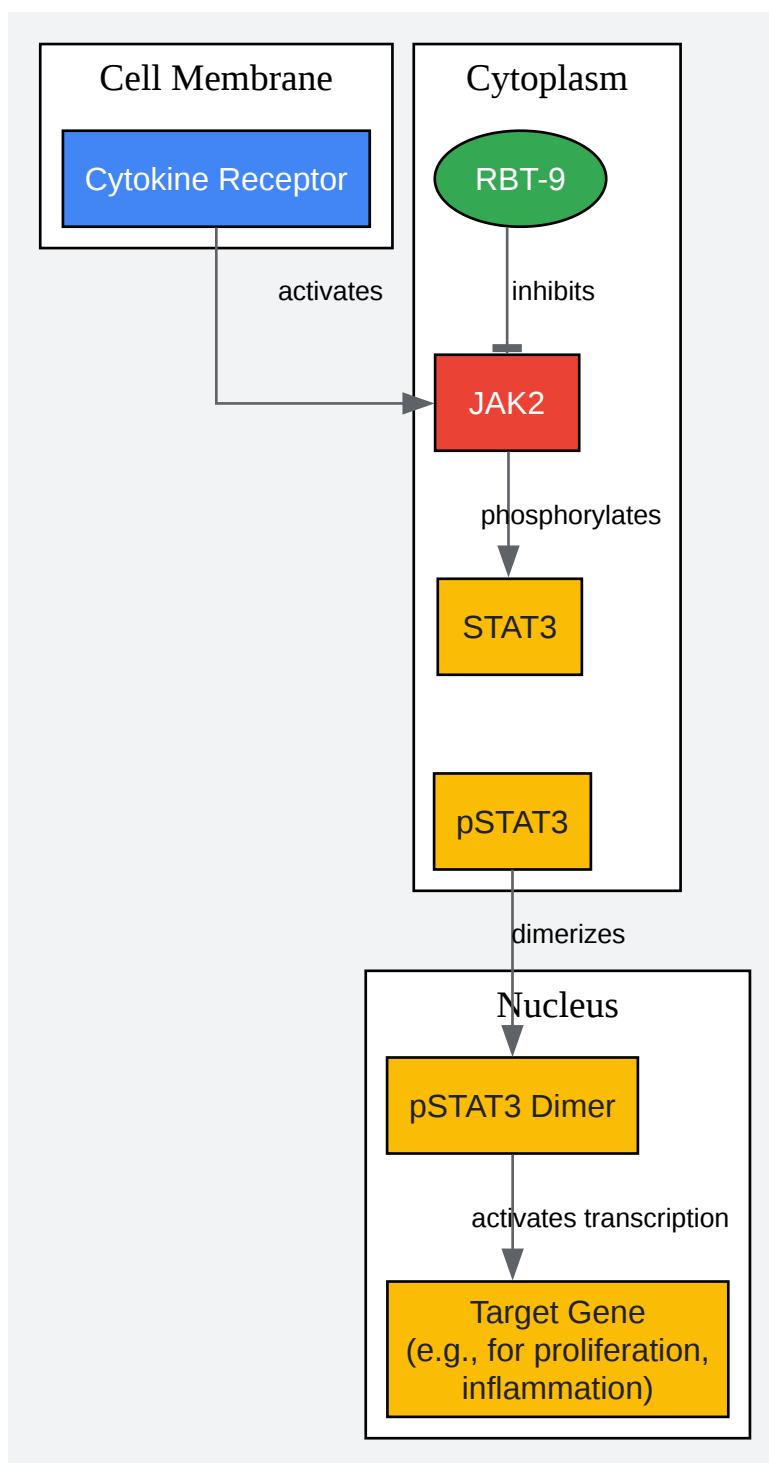 Cell Membrane
Cytoplasm
Cytokine Receptor
RBT-9
activates
inhibits
JAK2
phosphorylates
STAT3
pSTAT3
dimerizes
Nucleus
pSTAT3 Dimer
activates transcription
Target Gene
(e.g., for proliferation,
inflammation)